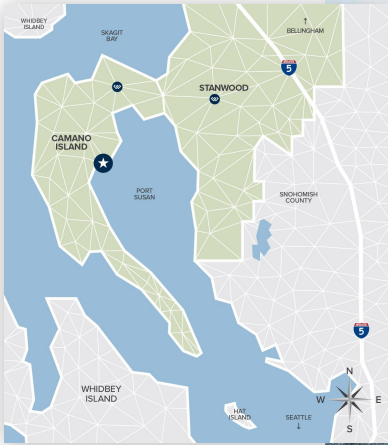 WHIDBEY
ISLAND
SKAGIT
BAY
↑
BELLINGHAM
5
STANWOOD
CAMANO
ISLAND
PORT
SUSAN
SNOHOMISH
COUNTY
5
N
W
E
S
WHIDBEY
ISLAND
HAT
ISLAND
SEATTLE
↓